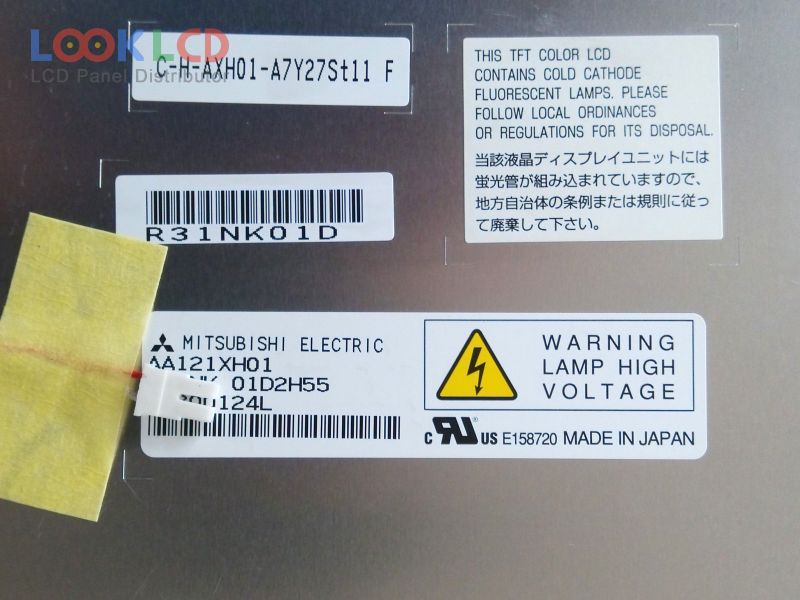 LOOK LCD
LCD Panel Distributor
C-H-AXH01-A7Y27St11 F
THIS TFT COLOR LCD
CONTAINS COLD CATHODE
FLUORESCENT LAMPS. PLEASE
FOLLOW LOCAL ORDINANCES
OR REGULATIONS FOR ITS DISPOSAL.
当該液晶ディスプレイユニットには
蛍光管が組み込まれていますので、
地方自治体の条例または規則に従っ
て廃棄して下さい。
R31NK01D
MITSUBISHI ELECTRIC
AA121XH01
01D2H55
124L
WARNING
LAMP HIGH
VOLTAGE
c RU US E158720 MADE IN JAPAN